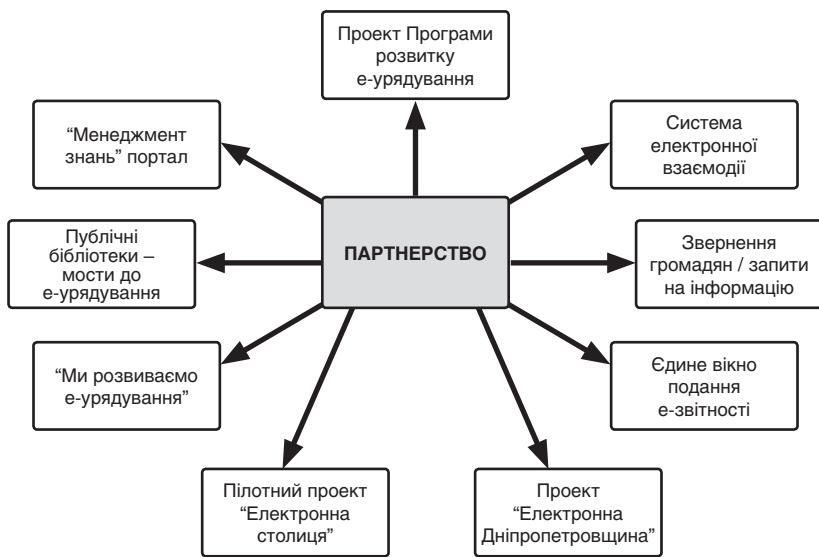 Проект Програми
розвитку
е-урядування
“Менеджмент
знань” портал
Система
електронної
взаємодії
ПАРТНЕРСТВО
Публічні
бібліотеки –
мости до
е-урядування
Звернення
громадян / запити
на інформацію
“Ми розвиваємо
е-урядування”
Єдине вікно
подання
е-звітності
Пілотний проект
“Електронна
столиця”
Проект
“Електронна
Дніпропетровщина”